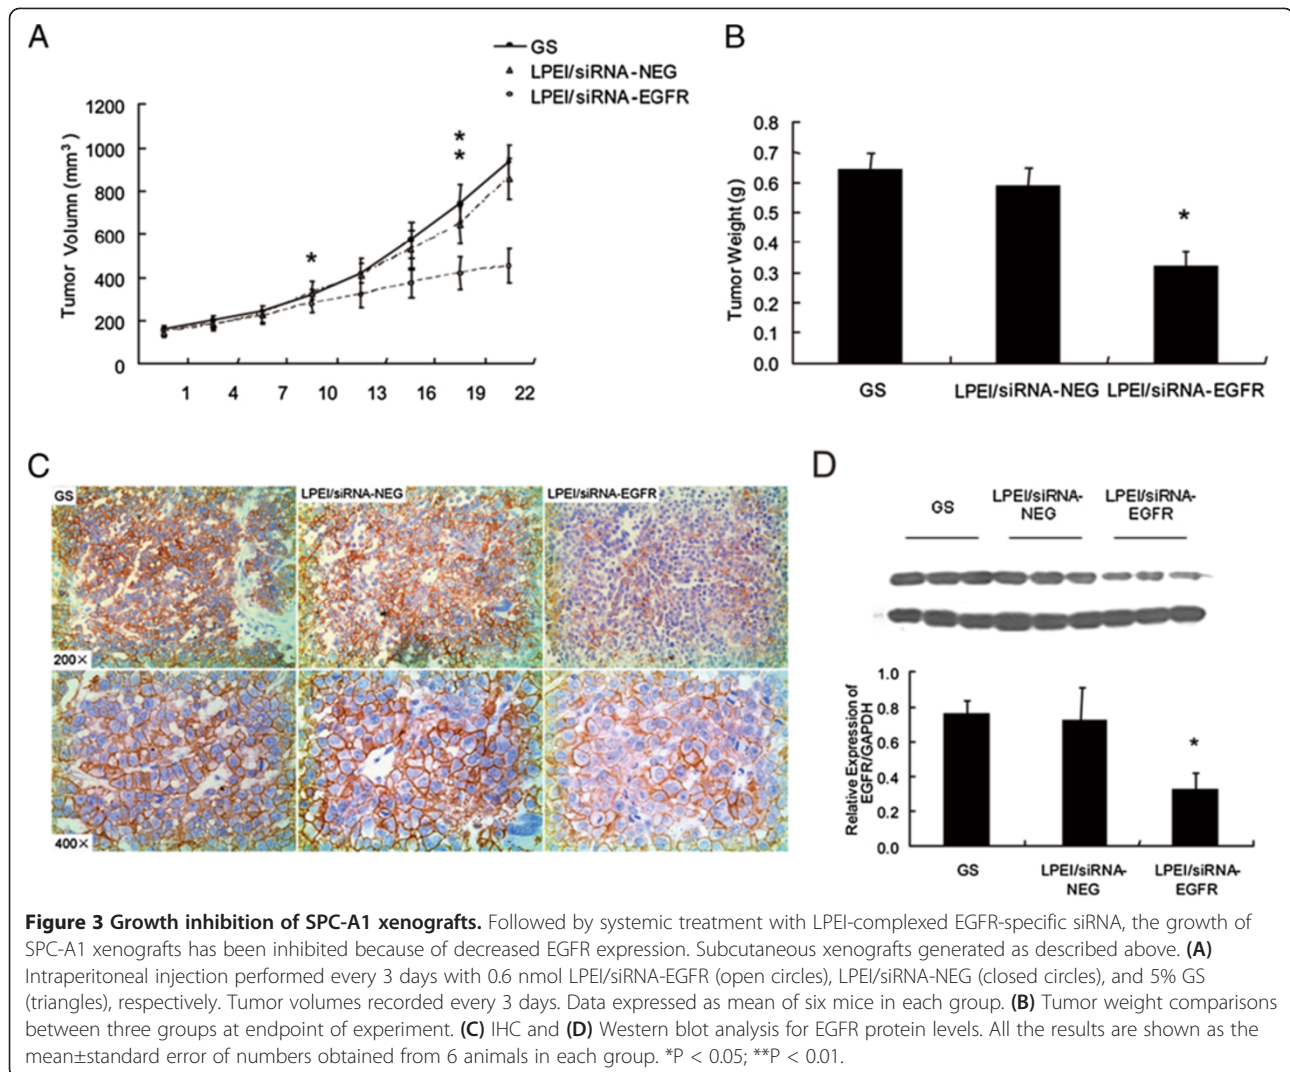 A
GS
LPEI/siRNA-NEG
LPEI/siRNA-EGFR
Tumor Volumn (mm³)
1200
1000
800
600
400
200
0
*
*
*
1 4 7 10 13 16 19 22
B
Tumor Weight (g)
0.8
0.7
0.6
0.5
0.4
0.3
0.2
0.1
0.0
*
GS LPEI/siRNA-NEG LPEI/siRNA-EGFR
C
GS LPEI/siRNA-NEG LPEI/siRNA-EGFR
200×
400×
D
GS LPEI/siRNA-NEG LPEI/siRNA-EGFR
Relative Expression of
EGFR/GAPDH
1.0
0.8
0.6
0.4
0.2
0.0
*
GS LPEI/siRNA-NEG LPEI/siRNA-EGFR
Figure 3 Growth inhibition of SPC-A1 xenografts. Followed by systemic treatment with LPEI-complexed EGFR-specific siRNA, the growth of
SPC-A1 xenografts has been inhibited because of decreased EGFR expression. Subcutaneous xenografts generated as described above. (A)
Intraperitoneal injection performed every 3 days with 0.6 nmol LPEI/siRNA-EGFR (open circles), LPEI/siRNA-NEG (closed circles), and 5% GS
(triangles), respectively. Tumor volumes recorded every 3 days. Data expressed as mean of six mice in each group. (B) Tumor weight comparisons
between three groups at endpoint of experiment. (C) IHC and (D) Western blot analysis for EGFR protein levels. All the results are shown as the
mean±standard error of numbers obtained from 6 animals in each group. *P < 0.05; **P < 0.01.